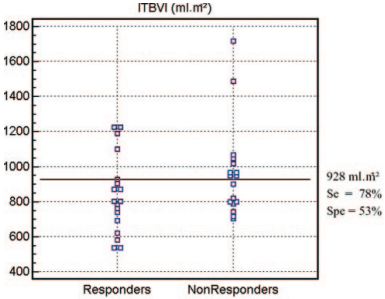 ITBVI (ml.m²)
1800
1600
1400
1200
1000
800
600
400
928 ml.m²
Se = 78%
Spe = 53%
Responders NonResponders